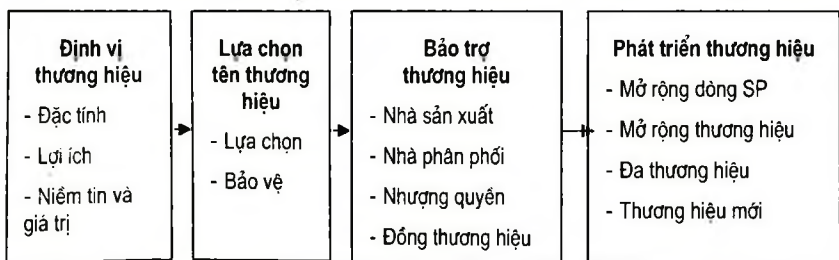 Định vị
thương hiệu
- Đặc tính
- Lợi ích
- Niềm tin và
giá trị
Lựa chọn
tên thương
hiệu
- Lựa chọn
- Bảo vệ
Bảo trợ
thương hiệu
- Nhà sản xuất
- Nhà phân phối
- Nhượng quyền
- Đồng thương hiệu
Phát triển thương hiệu
- Mở rộng dòng SP
- Mở rộng thương hiệu
- Đa thương hiệu
- Thương hiệu mới